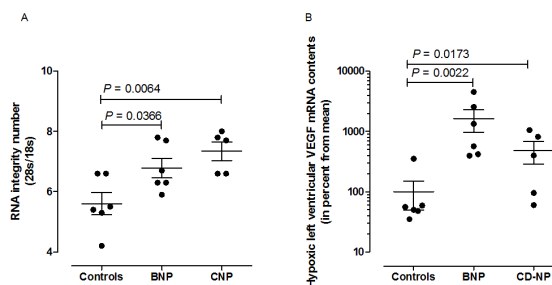 A
P = 0.0064
P = 0.0366
RNA integrity number
(28s/18s)
10
8
6
4
Controls BNP CNP
B
P = 0.0173
P = 0.0022
Hypoxic left ventricular VEGF mRNA contents
(in percent from mean)
10000
1000
100
10
Controls BNP CD-NP